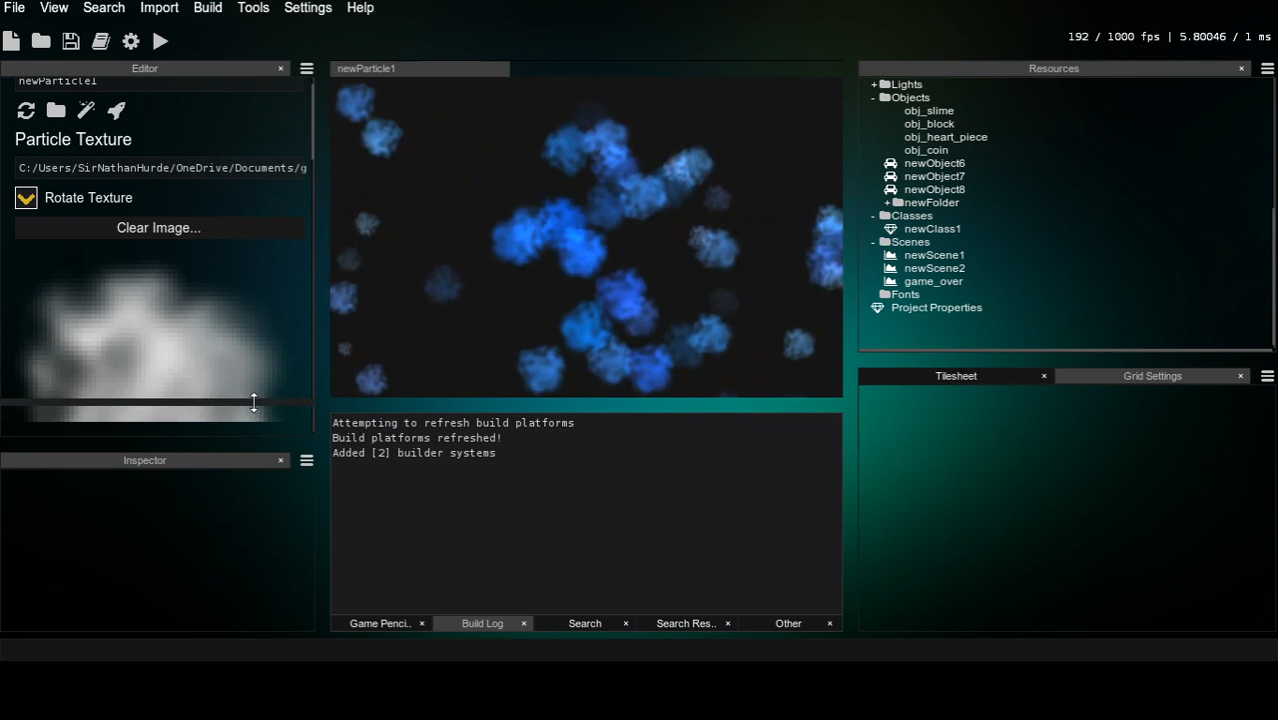 File View Search Import Build Tools Settings Help
192 / 1000 fps | 5.80046 / 1 ms
Editor ×
newParticle1
Particle Texture
C:/Users/SirNathanHurde/OneDrive/Documents/g
Rotate Texture
Clear Image...
Inspector ×
newParticle1
Attempting to refresh build platforms
Build platforms refreshed!
Added [2] builder systems
Game Penci.. × Build Log × Search × Search Res.. × Other ×
Resources ×
+ Lights
- Objects
obj_slime
obj_block
obj_heart_piece
obj_coin
newObject6
newObject7
newObject8
+ newFolder
- Classes
newClass1
- Scenes
newScene1
newScene2
game_over
Fonts
Project Properties
Tilesheet × Grid Settings ×